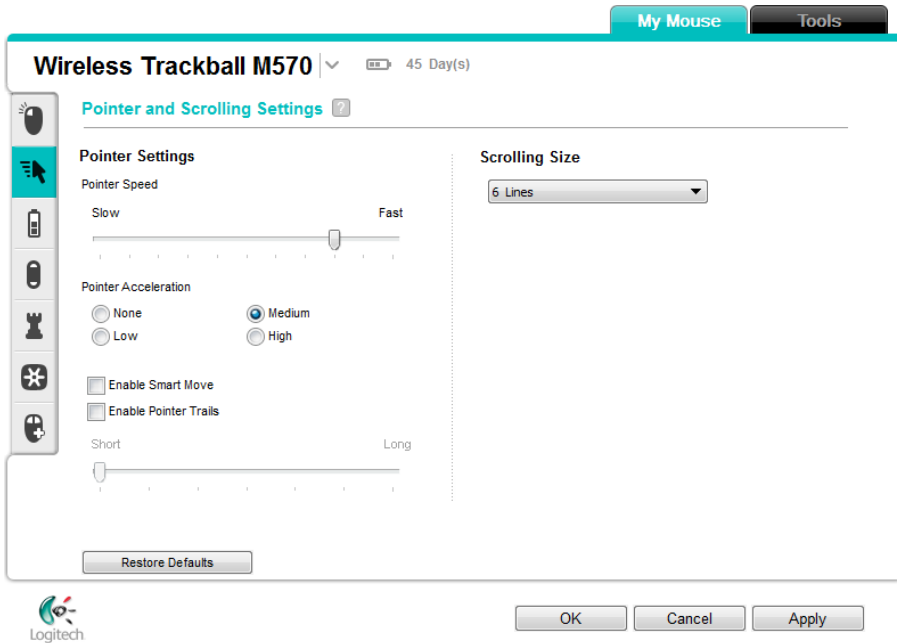 My Mouse
Tools
Wireless Trackball M570
45 Day(s)
Pointer and Scrolling Settings ?
Pointer Settings
Pointer Speed
Slow Fast
Pointer Acceleration
None Medium
Low High
Enable Smart Move
Enable Pointer Trails
Short Long
Scrolling Size
6 Lines
Restore Defaults
Logitech
OK Cancel Apply